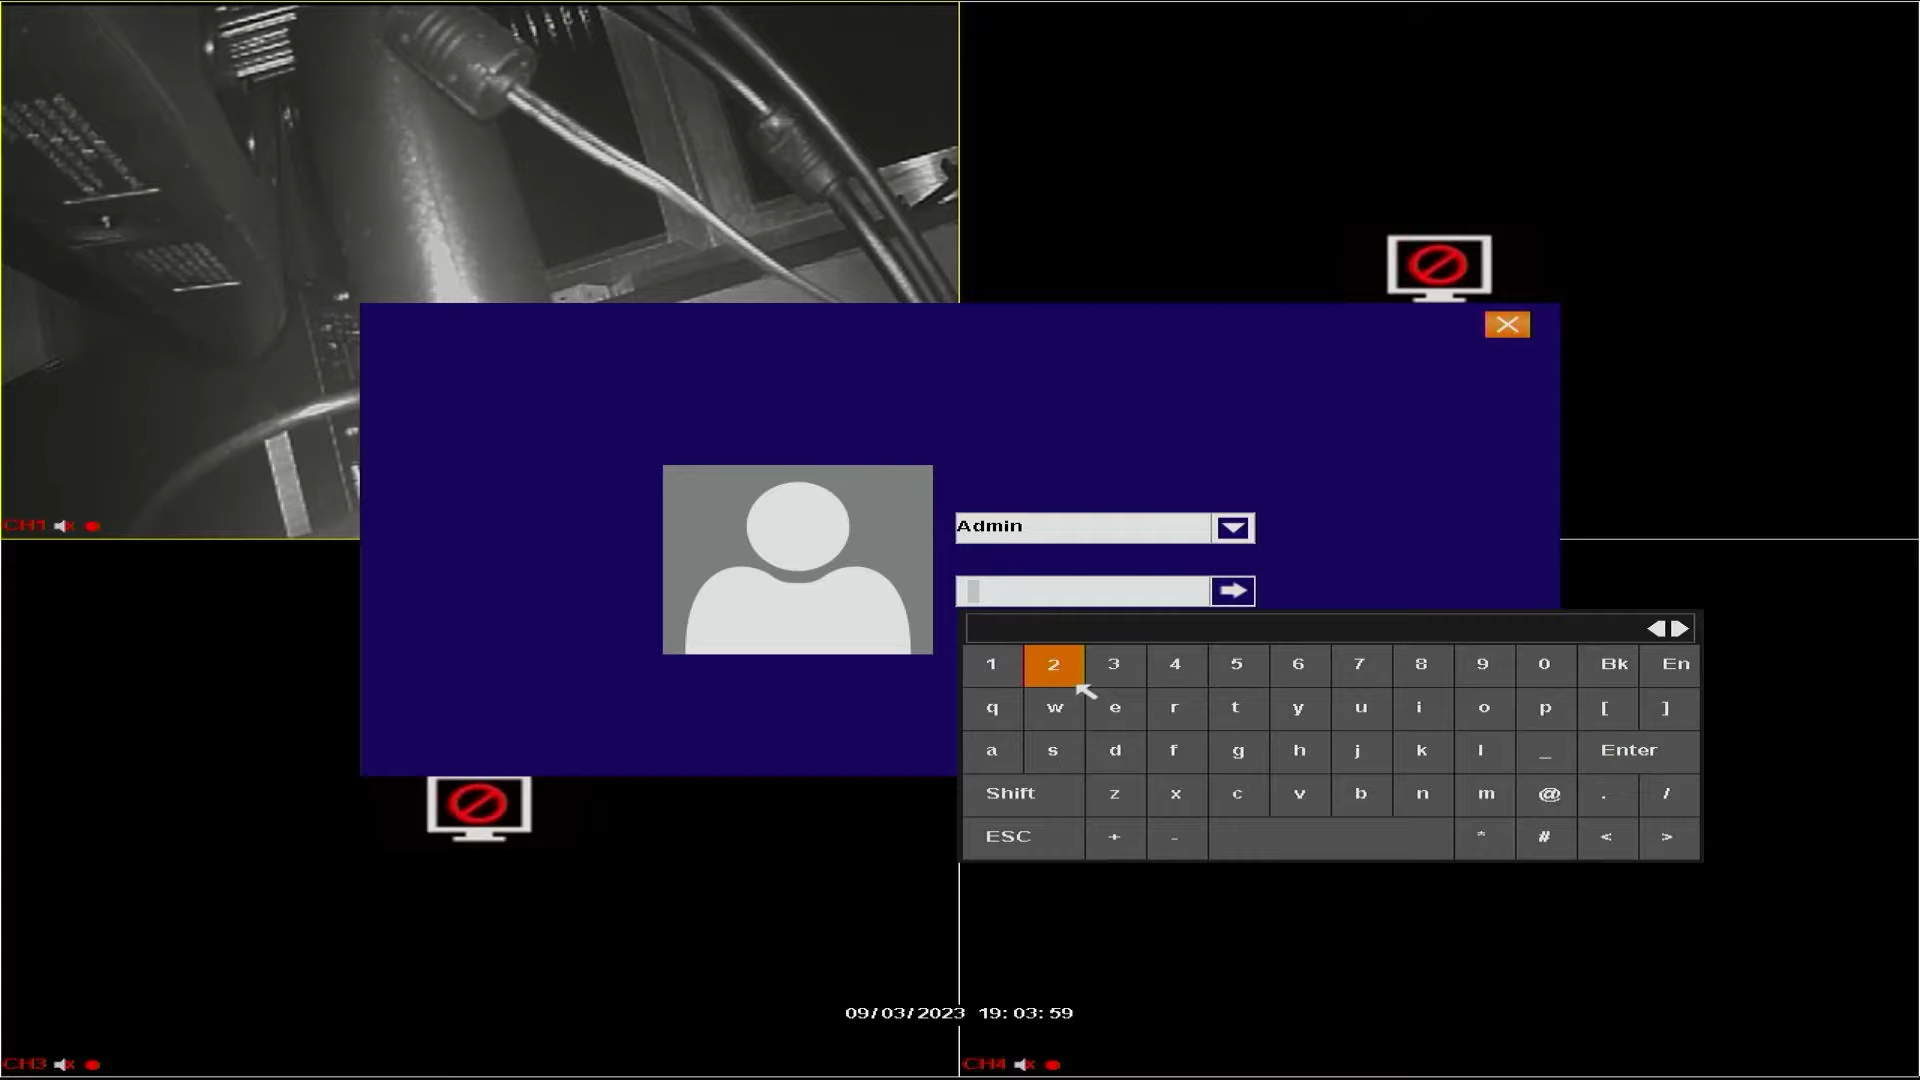 CH1
Admin
1 2 3 4 5 6 7 8 9 0 Bk En
q w e r t y u i o p [ ]
a s d f g h j k l _ Enter
Shift z x c v b n m @ . /
ESC + - * # < >
09/03/2023 19:03:59
CH3
CH4